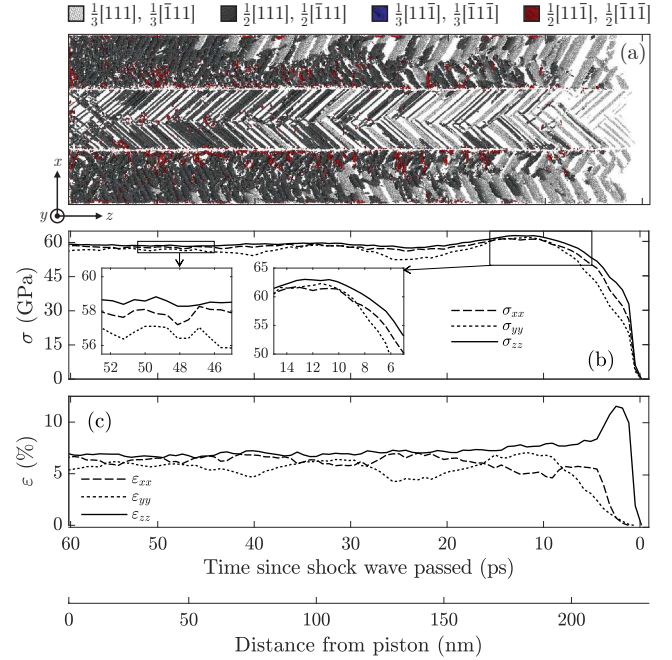 1/3[111], 1/3[1̄11] 1/2[111], 1/2[1̄11] 1/3[111̄], 1/3[1̄11̄] 1/2[111̄], 1/2[1̄11̄]
(a)
x
y z
60
45
30
15
0
σ (GPa)
60
58
56
52 50 48 46
65
60
55
50
14 12 10 8 6
σxx
σyy
σzz
(b)
(c)
10
5
0
ε (%)
εxx
εyy
εzz
60 50 40 30 20 10 0
Time since shock wave passed (ps)
0 50 100 150 200
Distance from piston (nm)